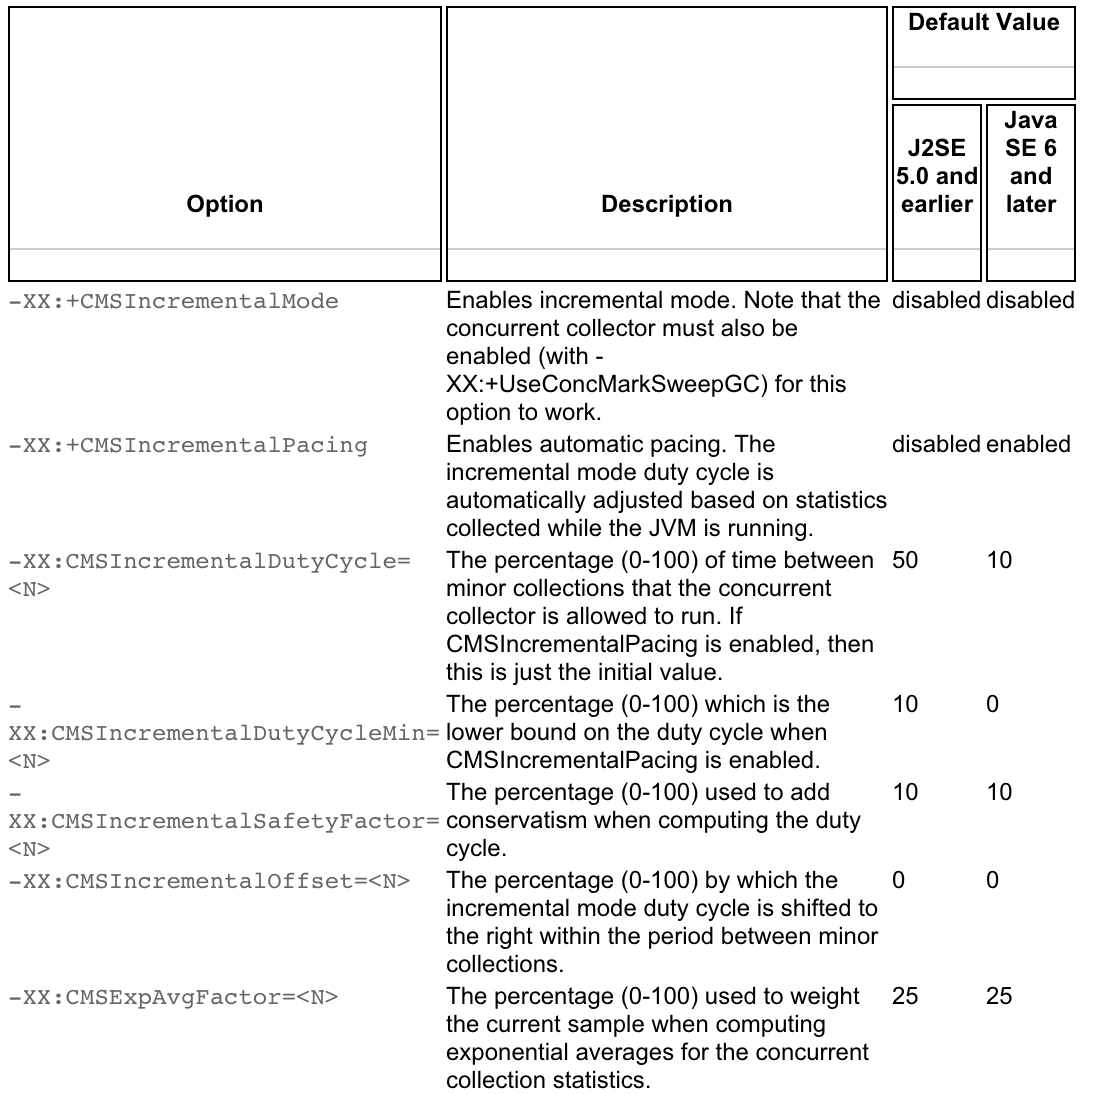 Default Value
Option
Description
J2SE
5.0 and
earlier
Java
SE 6
and
later
-XX:+CMSIncrementalMode
Enables incremental mode. Note that the
concurrent collector must also be
enabled (with -
XX:+UseConcMarkSweepGC) for this
option to work.
disabled
disabled
-XX:+CMSIncrementalPacing
Enables automatic pacing. The
incremental mode duty cycle is
automatically adjusted based on statistics
collected while the JVM is running.
disabled
enabled
-XX:CMSIncrementalDutyCycle=
<N>
The percentage (0-100) of time between
minor collections that the concurrent
collector is allowed to run. If
CMSIncrementalPacing is enabled, then
this is just the initial value.
50
10
-
XX:CMSIncrementalDutyCycleMin=
<N>
The percentage (0-100) which is the
lower bound on the duty cycle when
CMSIncrementalPacing is enabled.
10
0
-
XX:CMSIncrementalSafetyFactor=
<N>
The percentage (0-100) used to add
conservatism when computing the duty
cycle.
10
10
-XX:CMSIncrementalOffset=<N>
The percentage (0-100) by which the
incremental mode duty cycle is shifted to
the right within the period between minor
collections.
0
0
-XX:CMSExpAvgFactor=<N>
The percentage (0-100) used to weight
the current sample when computing
exponential averages for the concurrent
collection statistics.
25
25